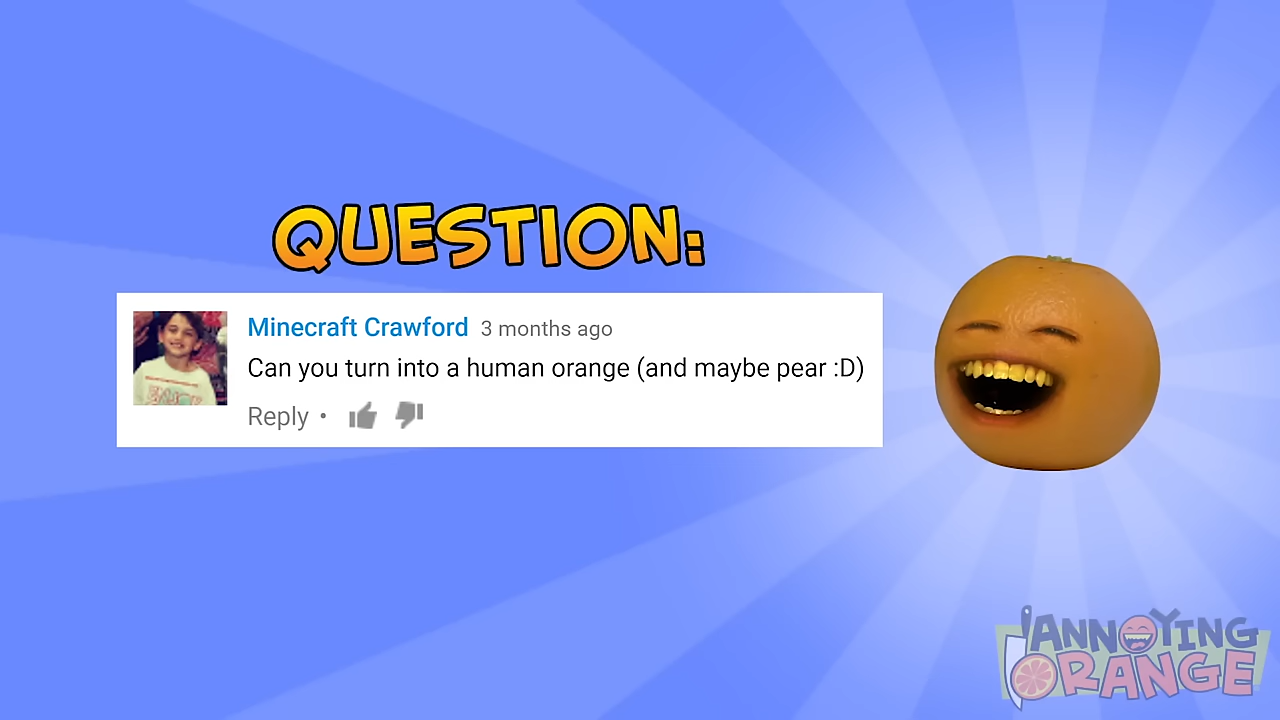 QUESTION:
Minecraft Crawford 3 months ago
Can you turn into a human orange (and maybe pear :D)
Reply •
ANNOYING
ORANGE